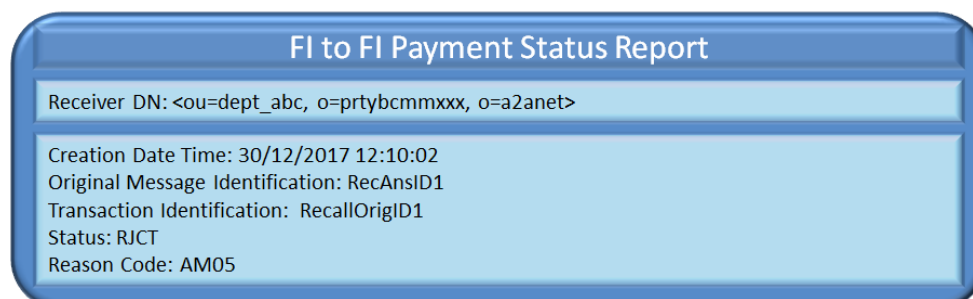 FI to FI Payment Status Report
Receiver DN: <ou=dept_abc, o=prtybcmmxxx, o=a2anet>
Creation Date Time: 30/12/2017 12:10:02
Original Message Identification: RecAnsID1
Transaction Identification:  RecallOrigID1
Status: RJCT
Reason Code: AM05